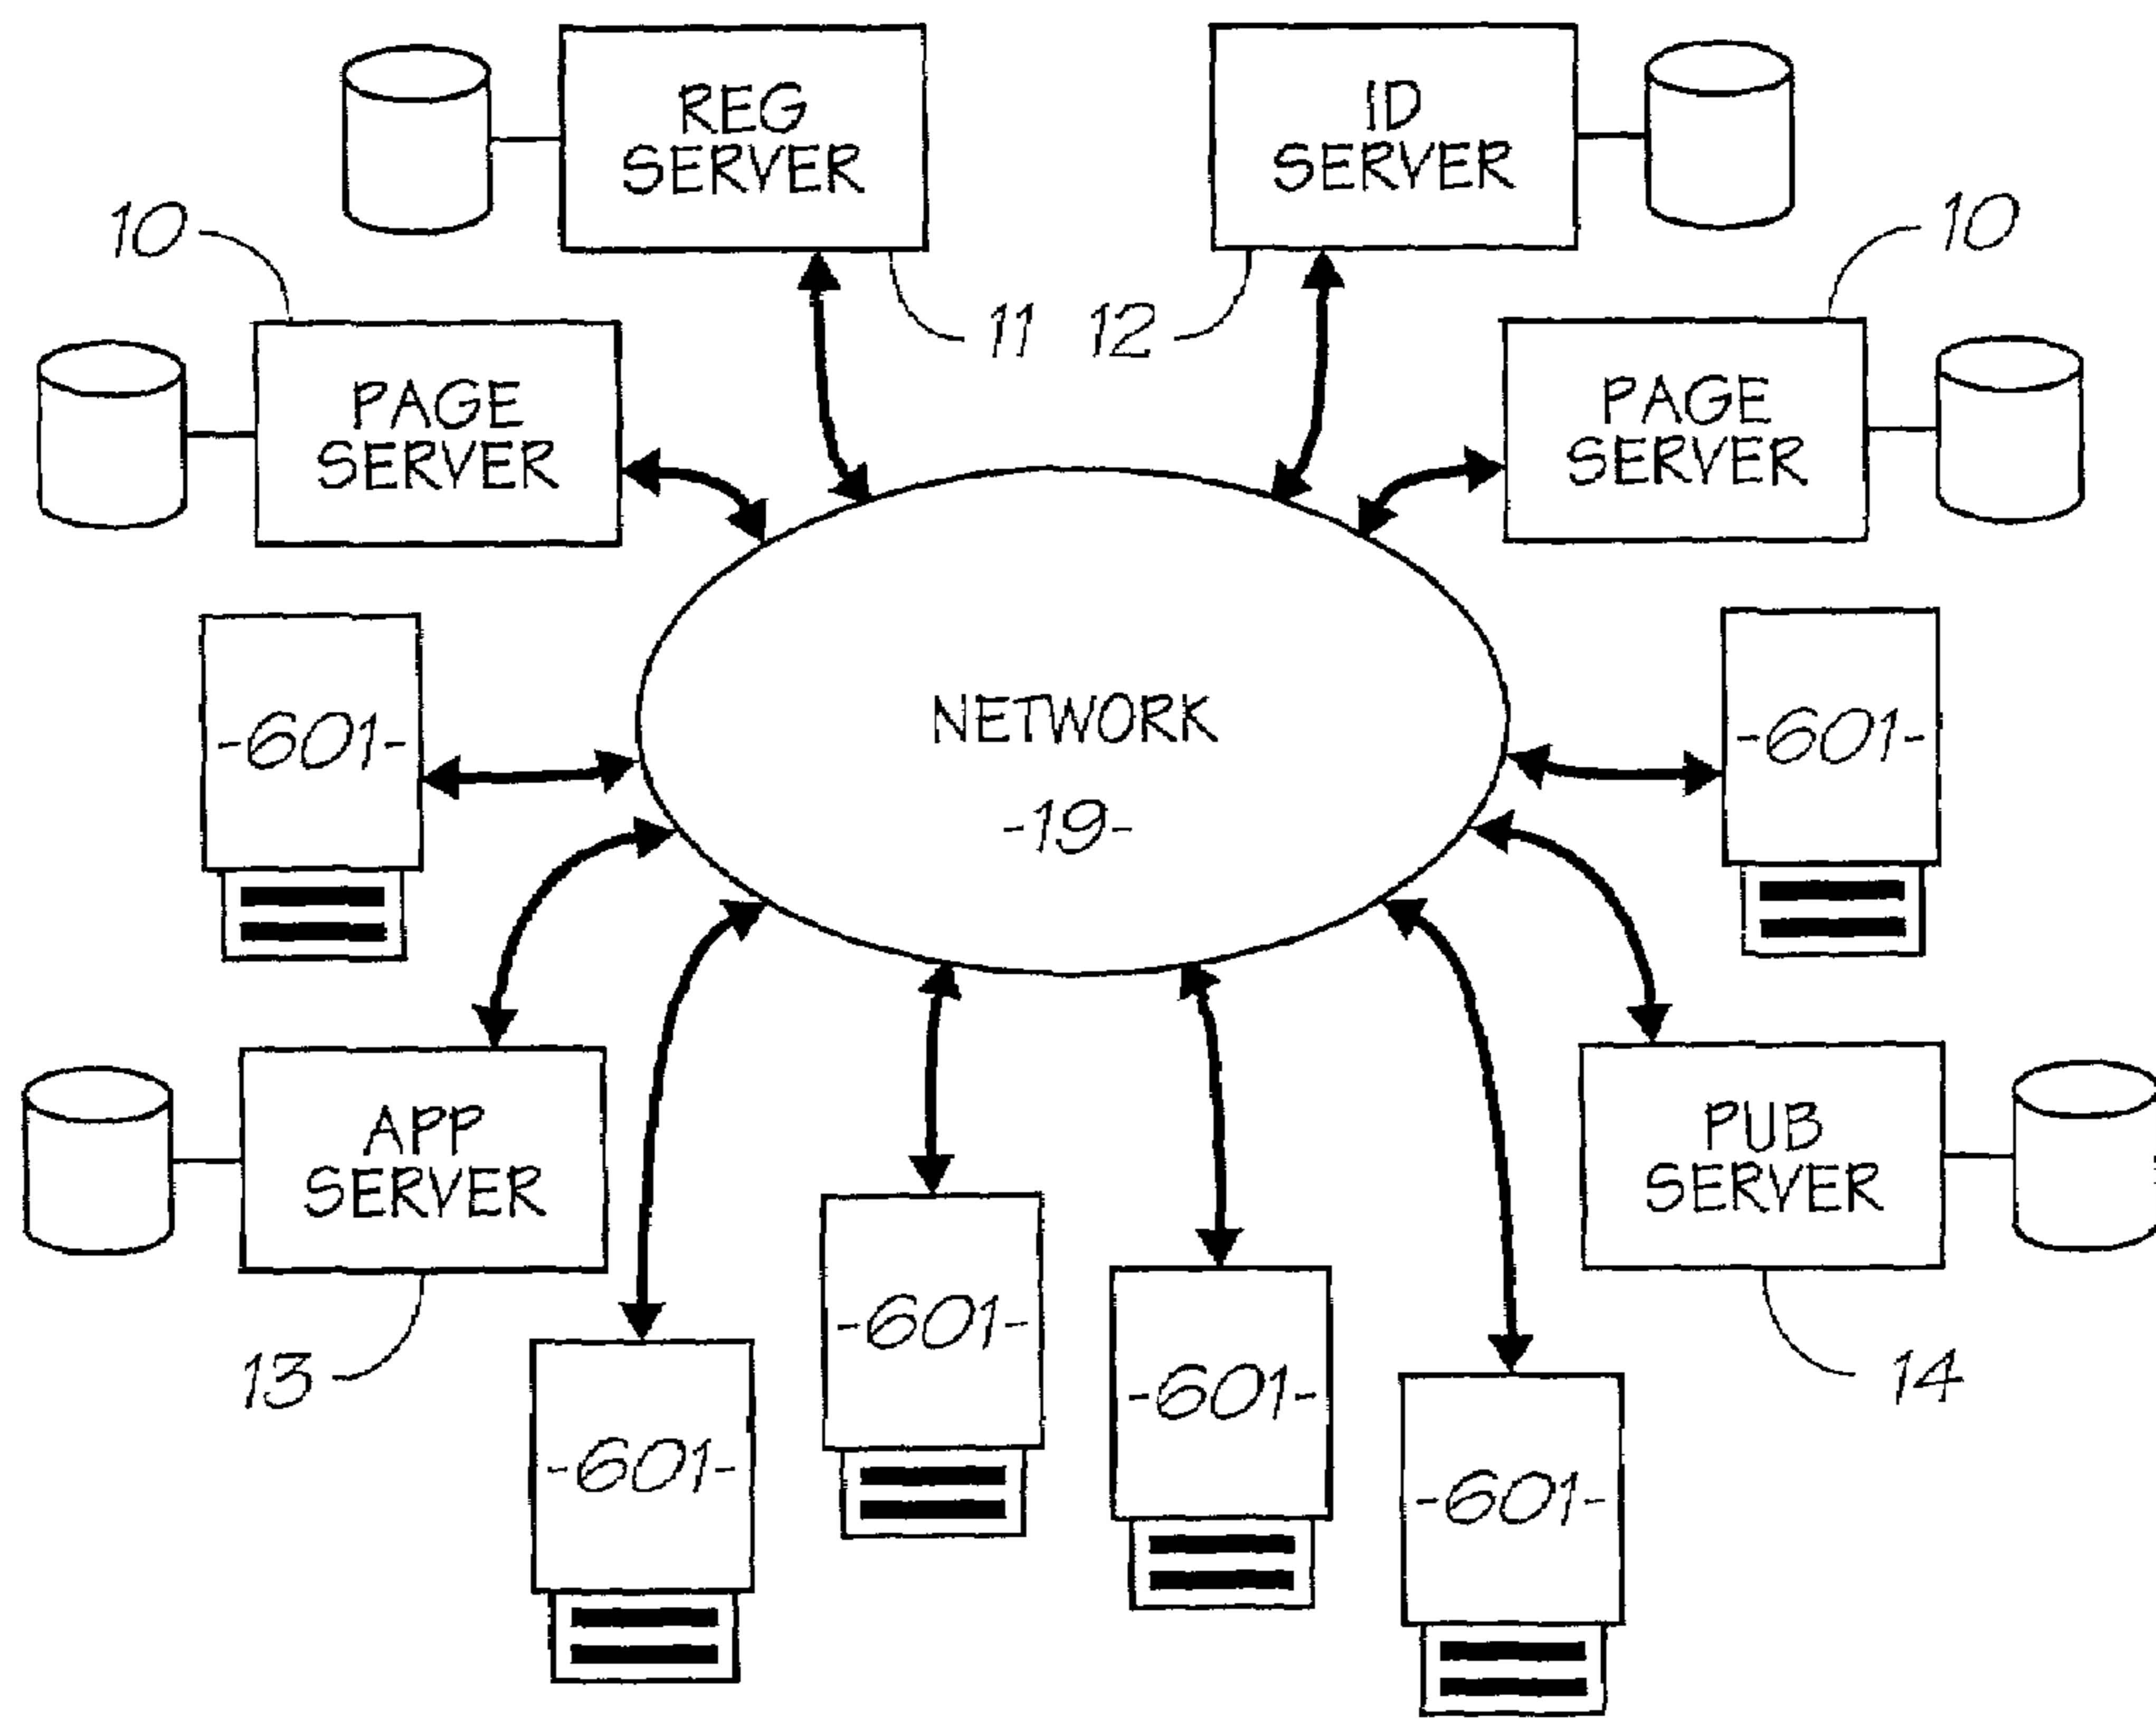 REG
SERVER
ID
SERVER
10
10
11
12
PAGE
SERVER
PAGE
SERVER
-601-
NETWORK
-19-
-601-
APP
SERVER
PUB
SERVER
13
-601-
-601-
-601-
-601-
14